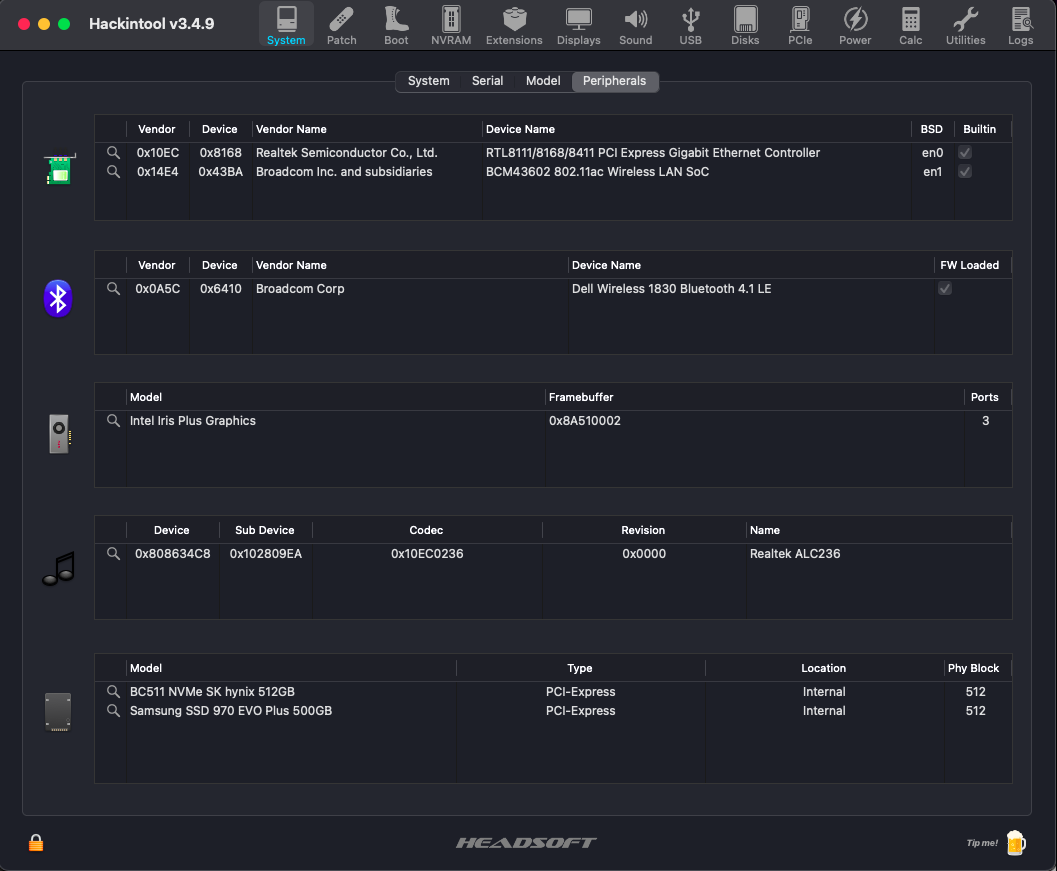 Hackintool v3.4.9
System Patch Boot NVRAM Extensions Displays Sound USB Disks PCIe Power Calc Utilities Logs
System Serial Model Peripherals
Vendor Device Vendor Name Device Name BSD Builtin
0x10EC 0x8168 Realtek Semiconductor Co., Ltd. RTL8111/8168/8411 PCI Express Gigabit Ethernet Controller en0
0x14E4 0x43BA Broadcom Inc. and subsidiaries BCM43602 802.11ac Wireless LAN SoC en1
Vendor Device Vendor Name Device Name FW Loaded
0x0A5C 0x6410 Broadcom Corp Dell Wireless 1830 Bluetooth 4.1 LE
Model Framebuffer Ports
Intel Iris Plus Graphics 0x8A510002 3
Device Sub Device Codec Revision Name
0x808634C8 0x102809EA 0x10EC0236 0x0000 Realtek ALC236
Model Type Location Phy Block
BC511 NVMe SK hynix 512GB PCI-Express Internal 512
Samsung SSD 970 EVO Plus 500GB PCI-Express Internal 512
HEADSOFT
Tip me!